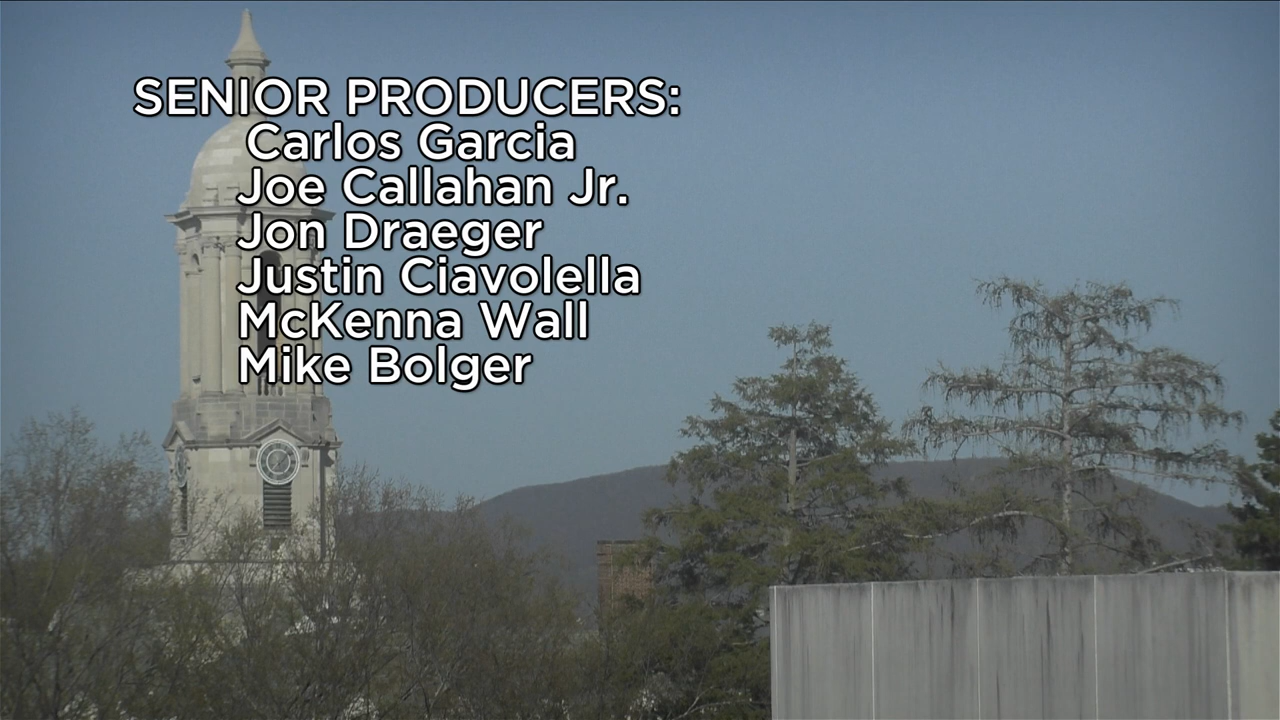 SENIOR PRODUCERS:
Carlos Garcia
Joe Callahan Jr.
Jon Draeger
Justin Ciavolella
McKenna Wall
Mike Bolger